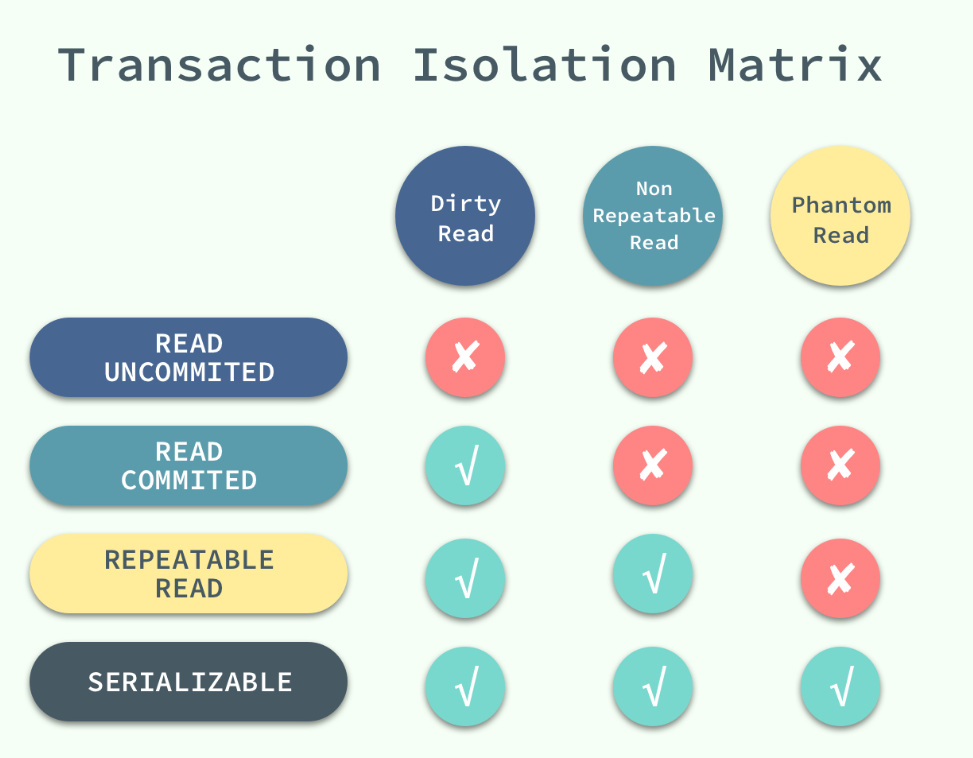 Transaction Isolation Matrix
Dirty
Read
Non
Repeatable
Read
Phantom
Read
READ
UNCOMMITED
✘ ✘ ✘
READ
COMMITED
√ ✘ ✘
REPEATABLE
READ
√ √ ✘
SERIALIZABLE
√ √ √